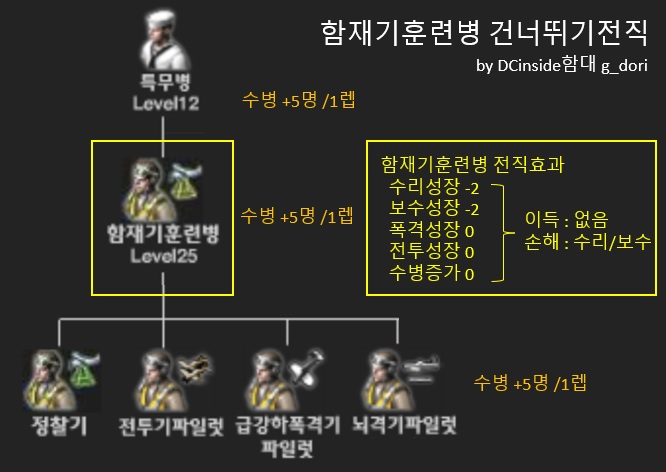 함재기훈련병 건너뛰기전직
by DCinside함대 g_dori
특무병
Level12
수병 +5명 /1렙
함재기훈련병
Level25
수병 +5명 /1렙
함재기훈련병 전직효과
수리성장 -2
보수성장 -2
폭격성장 0
전투성장 0
수병증가 0
이득 : 없음
손해 : 수리/보수
정찰기
전투기파일럿
급강하폭격기
파일럿
뇌격기파일럿
수병 +5명 /1렙